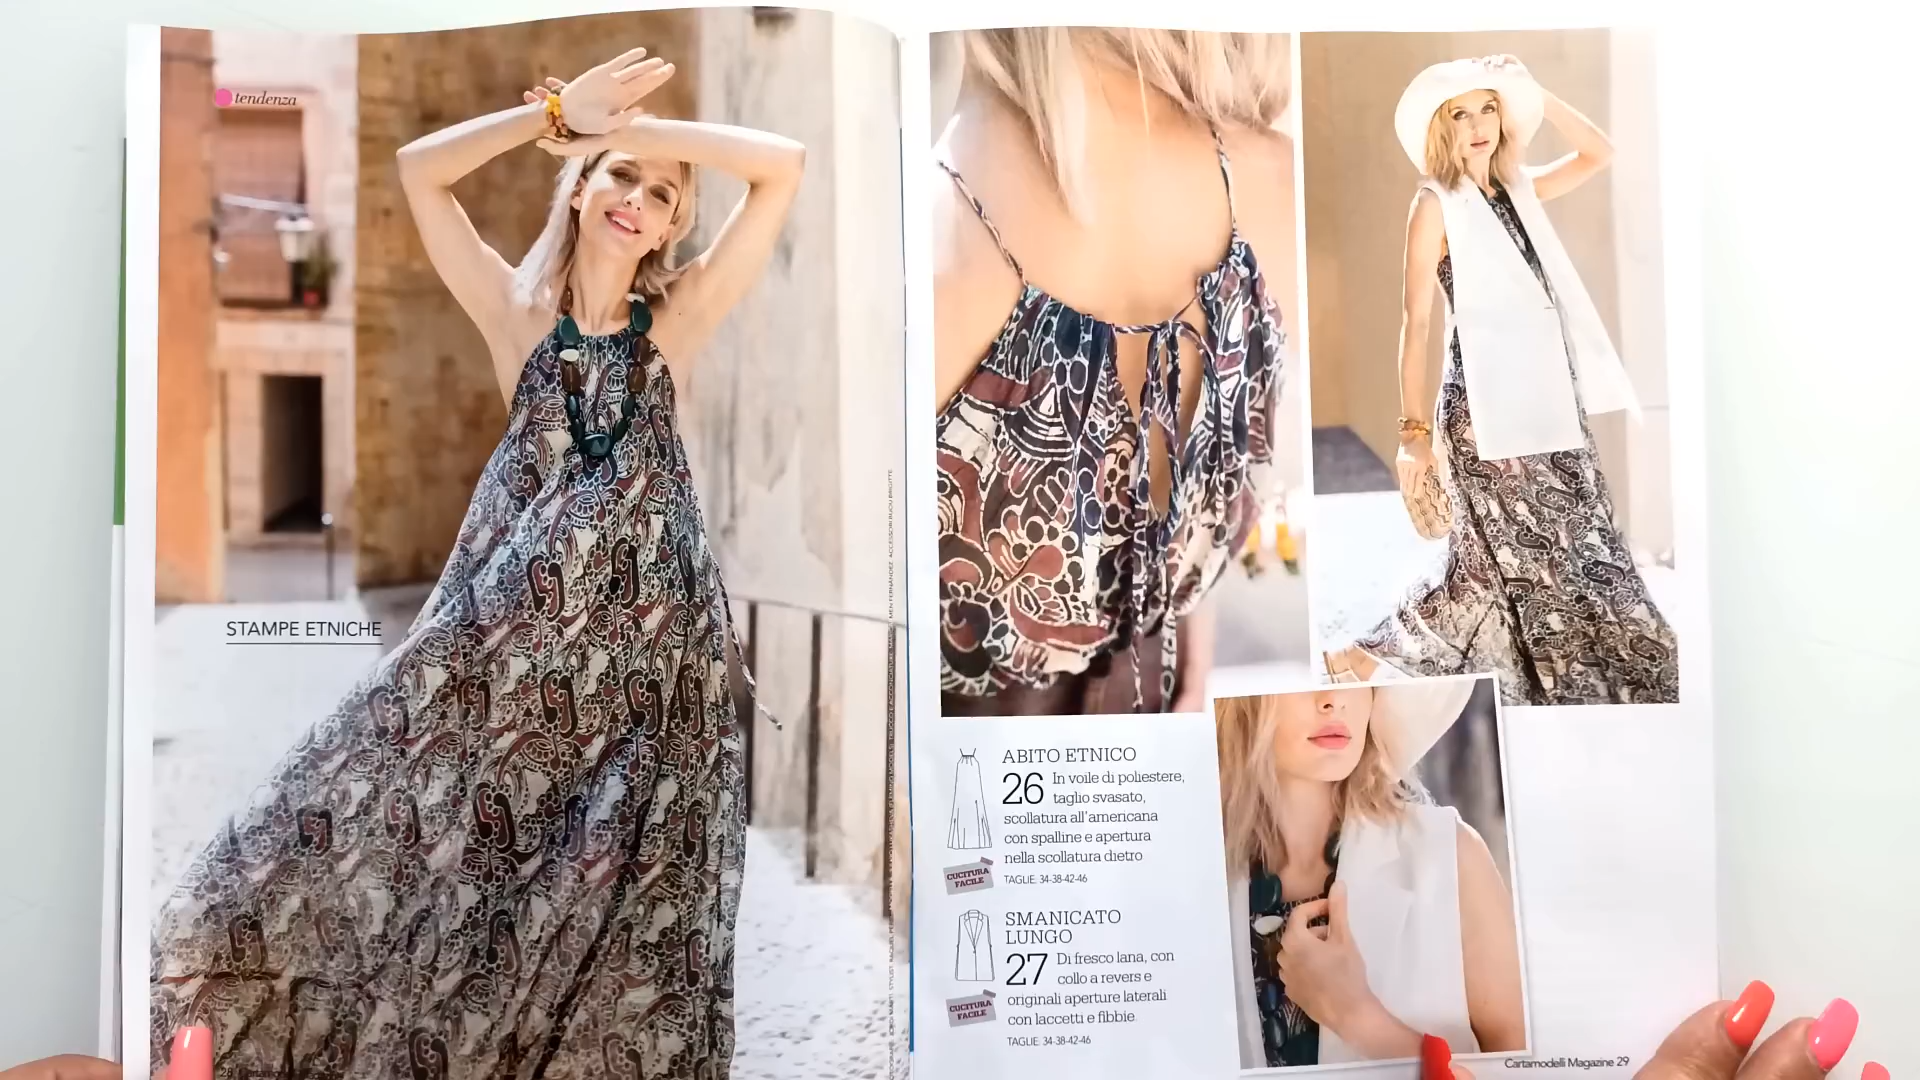 tendenza
STAMPE ETNICHE
ABITO ETNICO
26 In voile di poliestere,
taglio svasato,
scollatura all'americana
con spalline e apertura
nella scollatura dietro
CUCITURA
FACILE
TAGLIE: 34-38-42-46
SMANICATO
LUNGO
27 Di fresco lana, con
collo a revers e
originali aperture laterali
con laccetti e fibbie
CUCITURA
FACILE
TAGLIE: 34-38-42-46
28
Cartamodelli Magazine 29